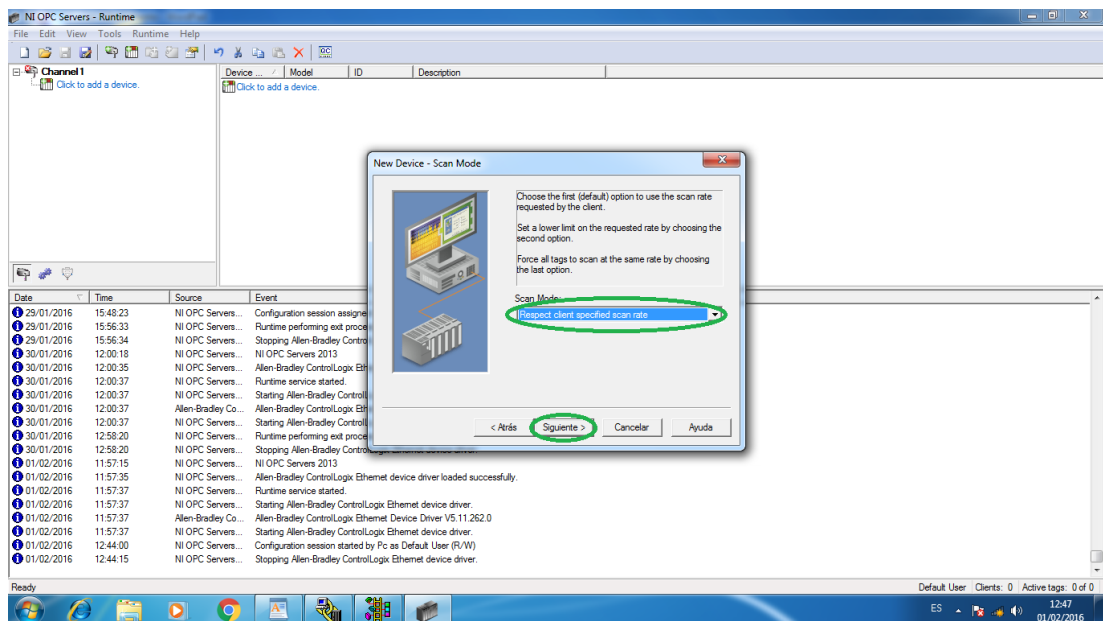 NI OPC Servers - Runtime
File Edit View Tools Runtime Help
Channel1
Click to add a device.
Device ... Model ID Description
Click to add a device.
New Device - Scan Mode
Choose the first (default) option to use the scan rate
requested by the client.
Set a lower limit on the requested rate by choosing the
second option.
Force all tags to scan at the same rate by choosing
the last option.
Scan Mode:
Respect client specified scan rate
< Atrás Siguiente > Cancelar Ayuda
Date Time Source Event
29/01/2016 15:48:23 NI OPC Servers... Configuration session assigne
29/01/2016 15:56:33 NI OPC Servers... Runtime performing exit proce
29/01/2016 15:56:34 NI OPC Servers... Stopping Allen-Bradley Contro
30/01/2016 12:00:18 NI OPC Servers... NI OPC Servers 2013
30/01/2016 12:00:35 NI OPC Servers... Allen-Bradley ControlLogix Eth
30/01/2016 12:00:37 NI OPC Servers... Runtime service started.
30/01/2016 12:00:37 NI OPC Servers... Starting Allen-Bradley Controll
30/01/2016 12:00:37 Allen-Bradley Co... Allen-Bradley ControlLogix Eth
30/01/2016 12:00:37 NI OPC Servers... Starting Allen-Bradley Controll
30/01/2016 12:58:20 NI OPC Servers... Runtime performing exit proce
30/01/2016 12:58:20 NI OPC Servers... Stopping Allen-Bradley ControlLogix Ethernet device driver.
01/02/2016 11:57:15 NI OPC Servers... NI OPC Servers 2013
01/02/2016 11:57:35 NI OPC Servers... Allen-Bradley ControlLogix Ethernet device driver loaded successfully.
01/02/2016 11:57:37 NI OPC Servers... Runtime service started.
01/02/2016 11:57:37 NI OPC Servers... Starting Allen-Bradley ControlLogix Ethernet device driver.
01/02/2016 11:57:37 Allen-Bradley Co... Allen-Bradley ControlLogix Ethernet Device Driver V5.11.262.0
01/02/2016 11:57:37 NI OPC Servers... Starting Allen-Bradley ControlLogix Ethernet device driver.
01/02/2016 12:44:00 NI OPC Servers... Configuration session started by Pc as Default User (R/W)
01/02/2016 12:44:15 NI OPC Servers... Stopping Allen-Bradley ControlLogix Ethernet device driver.
Ready Default User Clients: 0 Active tags: 0 of 0
ES 12:47
01/02/2016